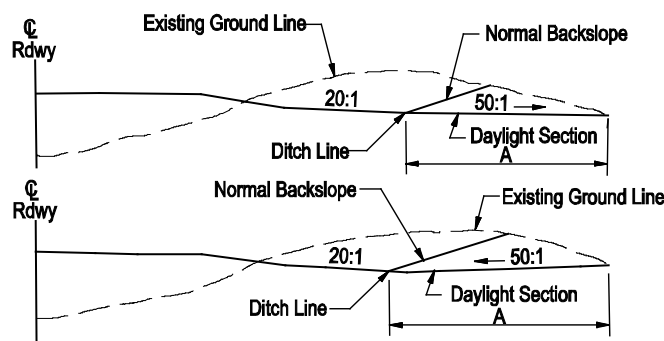 ℄
Rdwy
Existing Ground Line
Normal Backslope
20:1
50:1
Ditch Line
Daylight Section
A
℄
Rdwy
Normal Backslope
Existing Ground Line
20:1
50:1
Ditch Line
Daylight Section
A